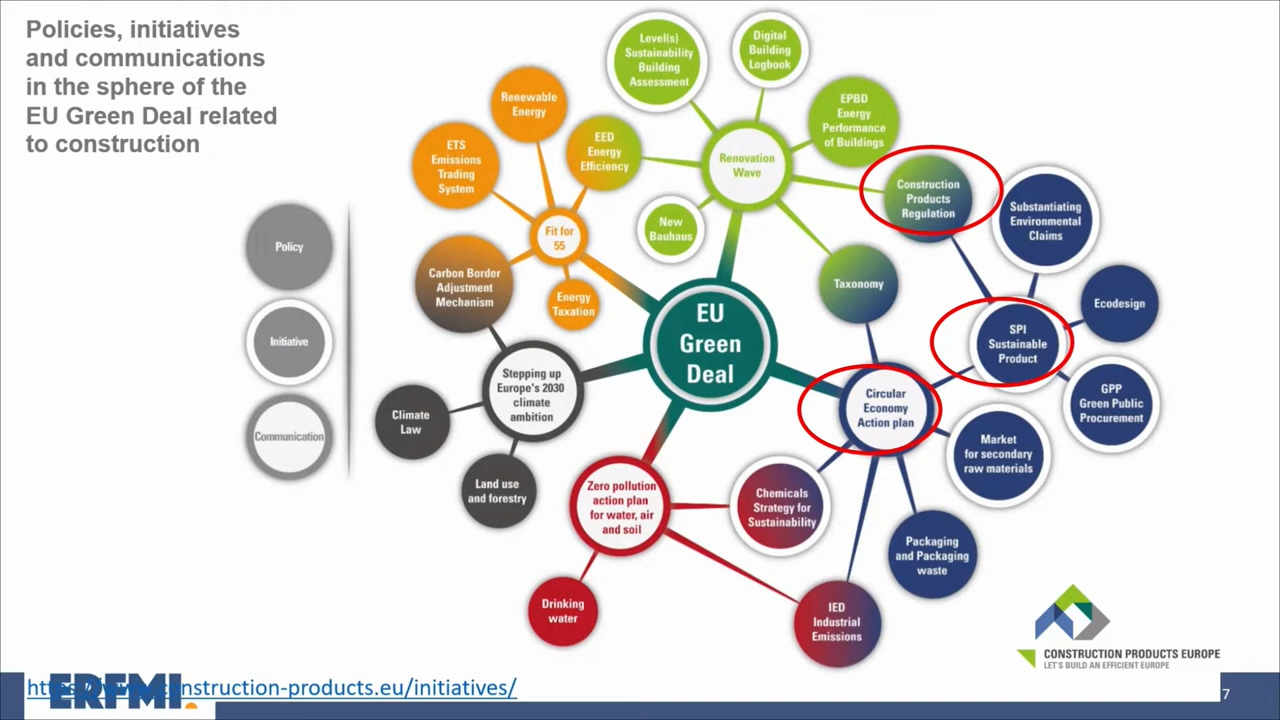 Policies, initiatives
and communications
in the sphere of the
EU Green Deal related
to construction
Policy
Initiative
Communication
EU
Green
Deal
Renovation
Wave
Level(s)
Sustainability
Building
Assessment
Digital
Building
Logbook
EPBD
Energy
Performance
of Buildings
EED
Energy
Efficiency
New
Bauhaus
Construction
Products
Regulation
Taxonomy
Fit for
55
Renewable
Energy
ETS
Emissions
Trading
System
Carbon Border
Adjustment
Mechanism
Energy
Taxation
Stepping up
Europe's 2030
climate
ambition
Climate
Law
Land use
and forestry
Zero pollution
action plan
for water, air
and soil
Drinking
water
Chemicals
Strategy for
Sustainability
IED
Industrial
Emissions
Circular
Economy
Action plan
SPI
Sustainable
Product
Substantiating
Environmental
Claims
Ecodesign
GPP
Green Public
Procurement
Market
for secondary
raw materials
Packaging
and Packaging
waste
CONSTRUCTION PRODUCTS EUROPE
LET'S BUILD AN EFFICIENT EUROPE
https://www.construction-products.eu/initiatives/
ERFMI.
7